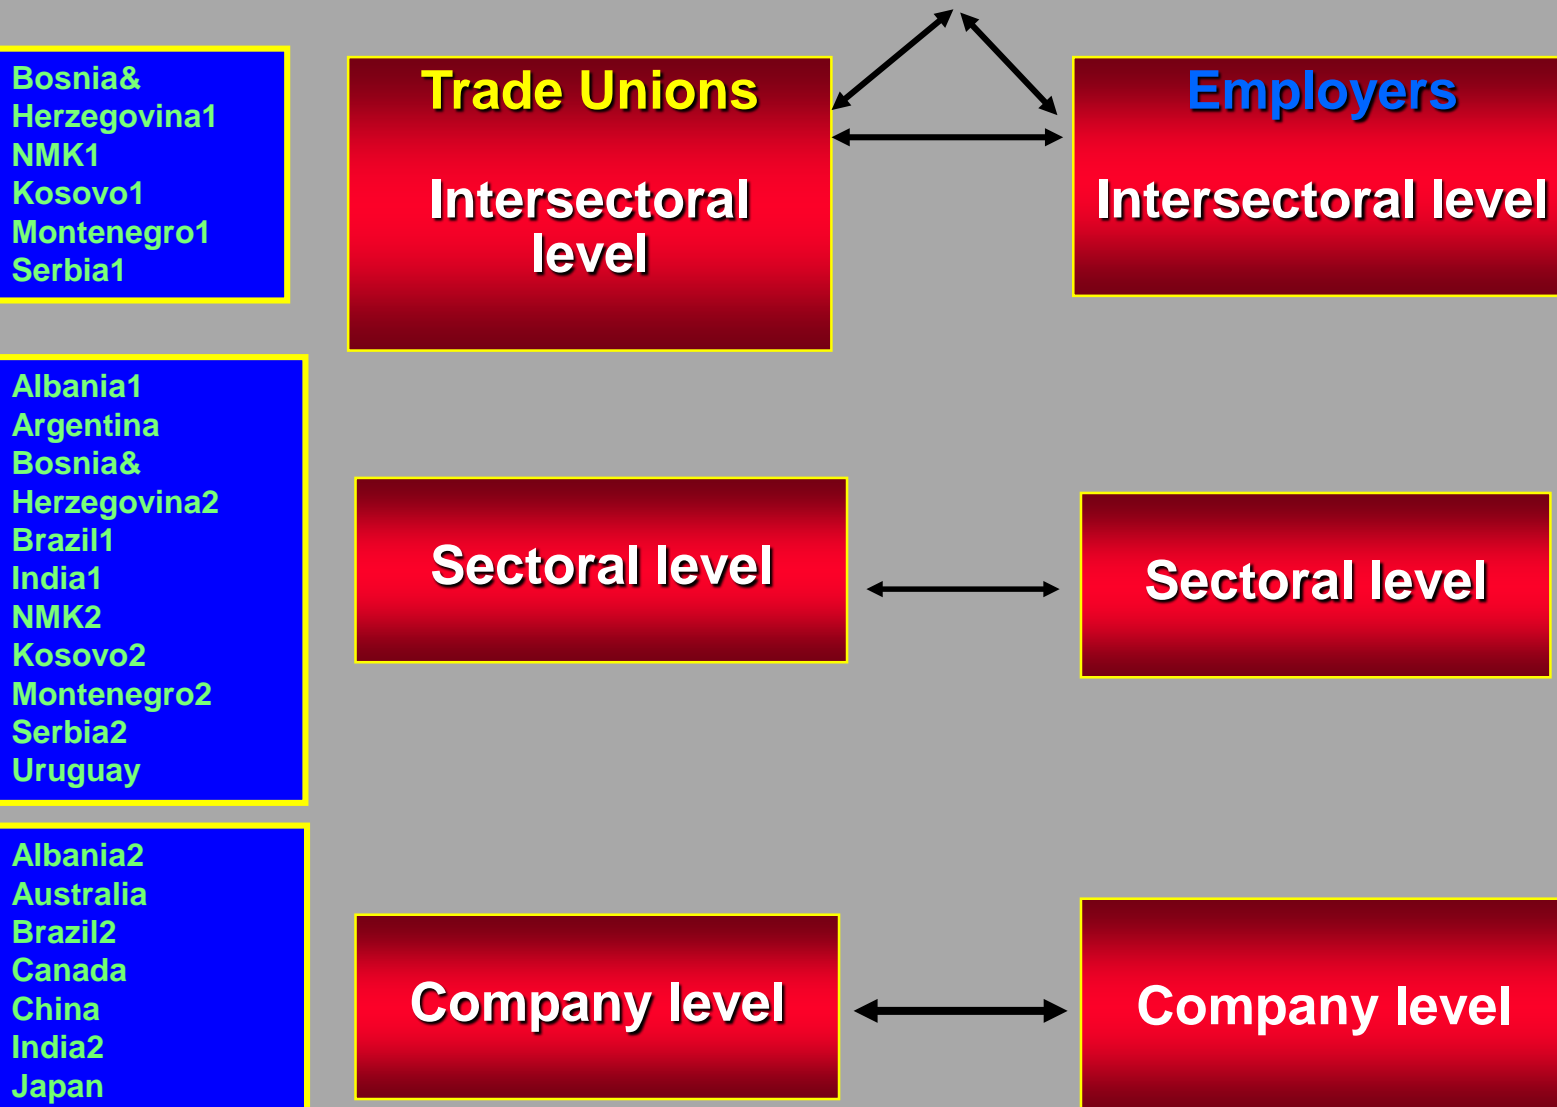 Bosnia&
Herzegovina1
NMK1
Kosovo1
Montenegro1
Serbia1
Trade Unions
Intersectoral
level
Employers
Intersectoral level
Albania1
Argentina
Bosnia&
Herzegovina2
Brazil1
India1
NMK2
Kosovo2
Montenegro2
Serbia2
Uruguay
Sectoral level
Sectoral level
Albania2
Australia
Brazil2
Canada
China
India2
Japan
Company level
Company level